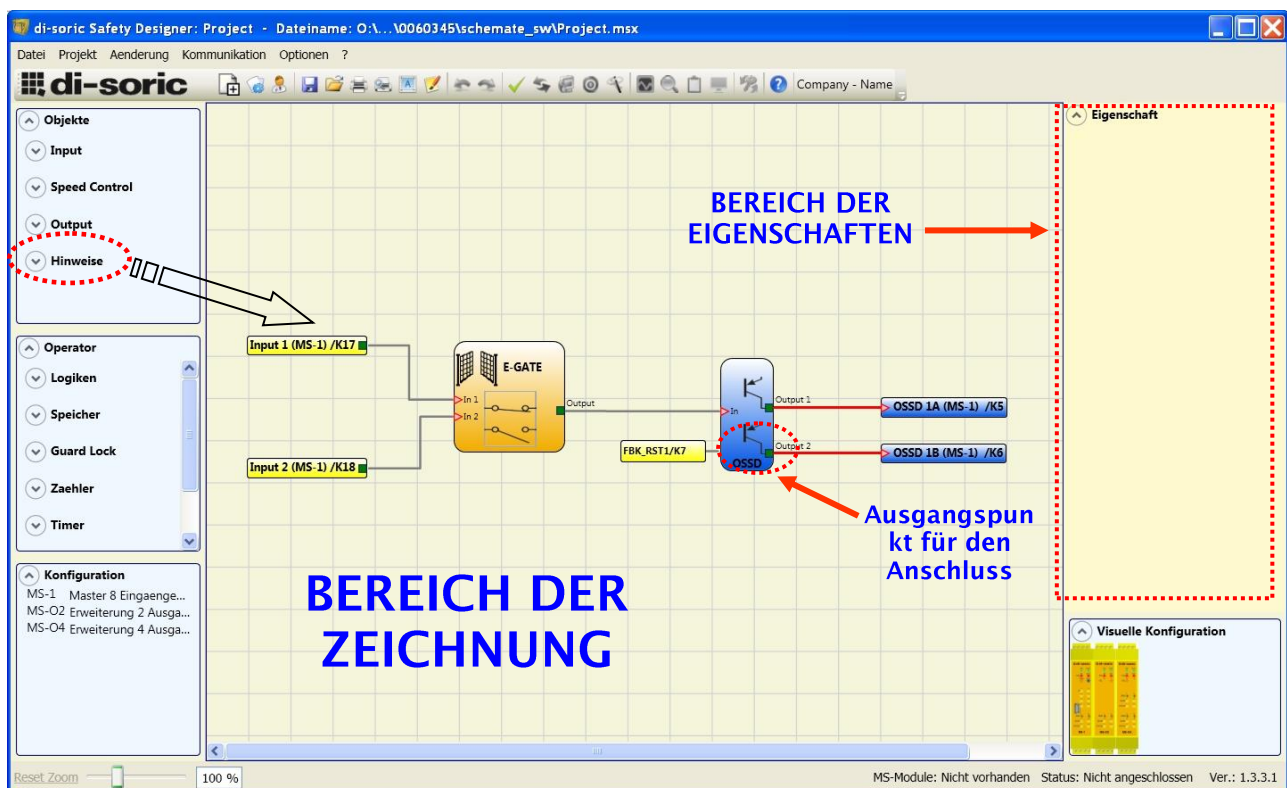 di-soric Safety Designer: Project - Dateiname: O:\...\0060345\schemate_sw\Project.msx
Datei Projekt Aenderung Kommunikation Optionen ?
di-soric
Company - Name
Objekte
Input
Speed Control
Output
Hinweise
Operator
Logiken
Speicher
Guard Lock
Zaehler
Timer
Konfiguration
MS-1 Master 8 Eingaenge...
MS-O2 Erweiterung 2 Ausga...
MS-O4 Erweiterung 4 Ausga...
BEREICH DER
EIGENSCHAFTEN
Input 1 (MS-1) /K17
Input 2 (MS-1) /K18
E-GATE
In 1
In 2
Output
FBK_RST1/K7
In
Output 1
Output 2
OSSD
OSSD 1A (MS-1) /K5
OSSD 1B (MS-1) /K6
Ausgangspun
kt für den
Anschluss
BEREICH DER
ZEICHNUNG
Eigenschaft
Visuelle Konfiguration
Reset Zoom
100 %
MS-Module: Nicht vorhanden Status: Nicht angeschlossen Ver.: 1.3.3.1